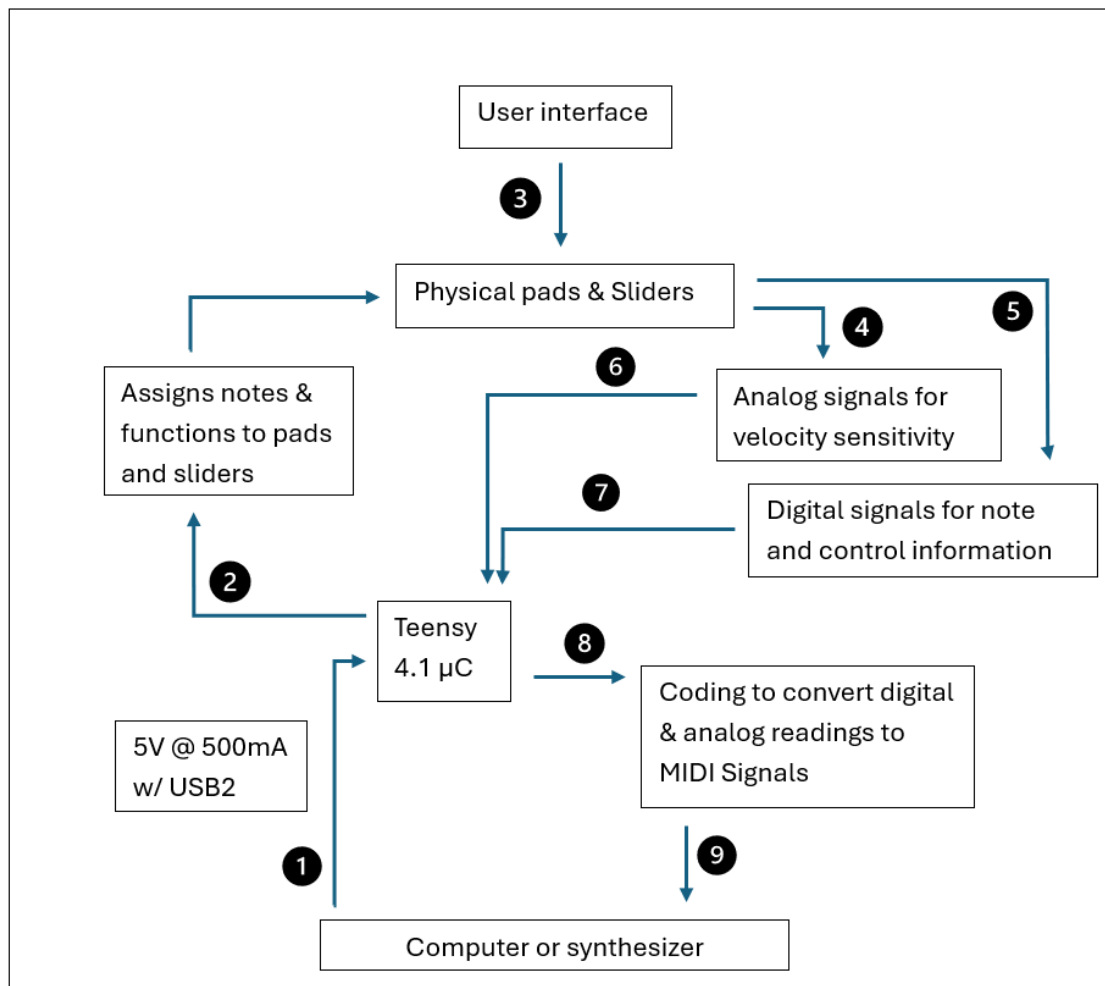 User interface
3
Physical pads & Sliders
4
5
6
Assigns notes &
functions to pads
and sliders
Analog signals for
velocity sensitivity
7
Digital signals for note
and control information
2
Teensy
4.1 µC
8
Coding to convert digital
& analog readings to
MIDI Signals
5V @ 500mA
w/ USB2
1
9
Computer or synthesizer